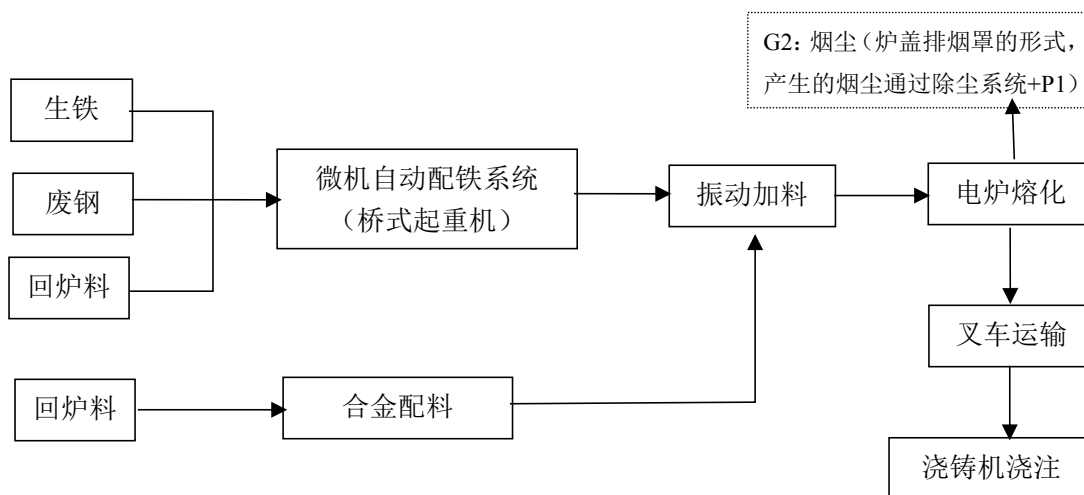 G2：烟尘（炉盖排烟罩的形式，
产生的烟尘通过除尘系统+P1）
生铁
微机自动配铁系统
（桥式起重机）
振动加料
电炉熔化
废钢
回炉料
叉车运输
回炉料
合金配料
浇铸机浇注